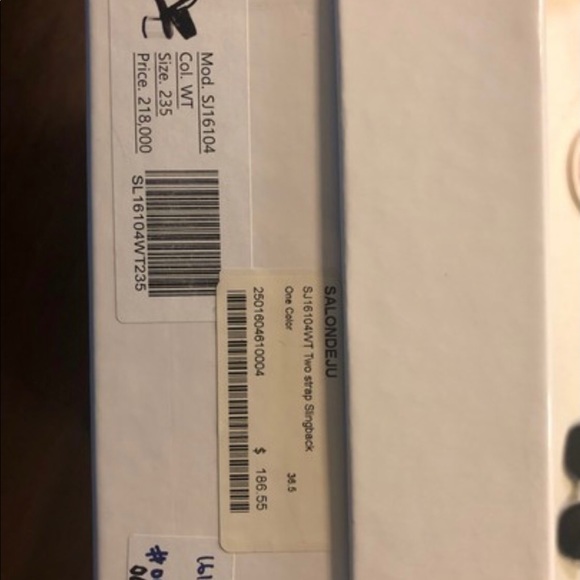 Mod. SJ16104
Col. WT
Size. 235
Price. 218,000
SL16104WT235
SALONDEJU
SJ16104WT Two strap Slingback
One Color 36.5
2501604610004 $ 186.55